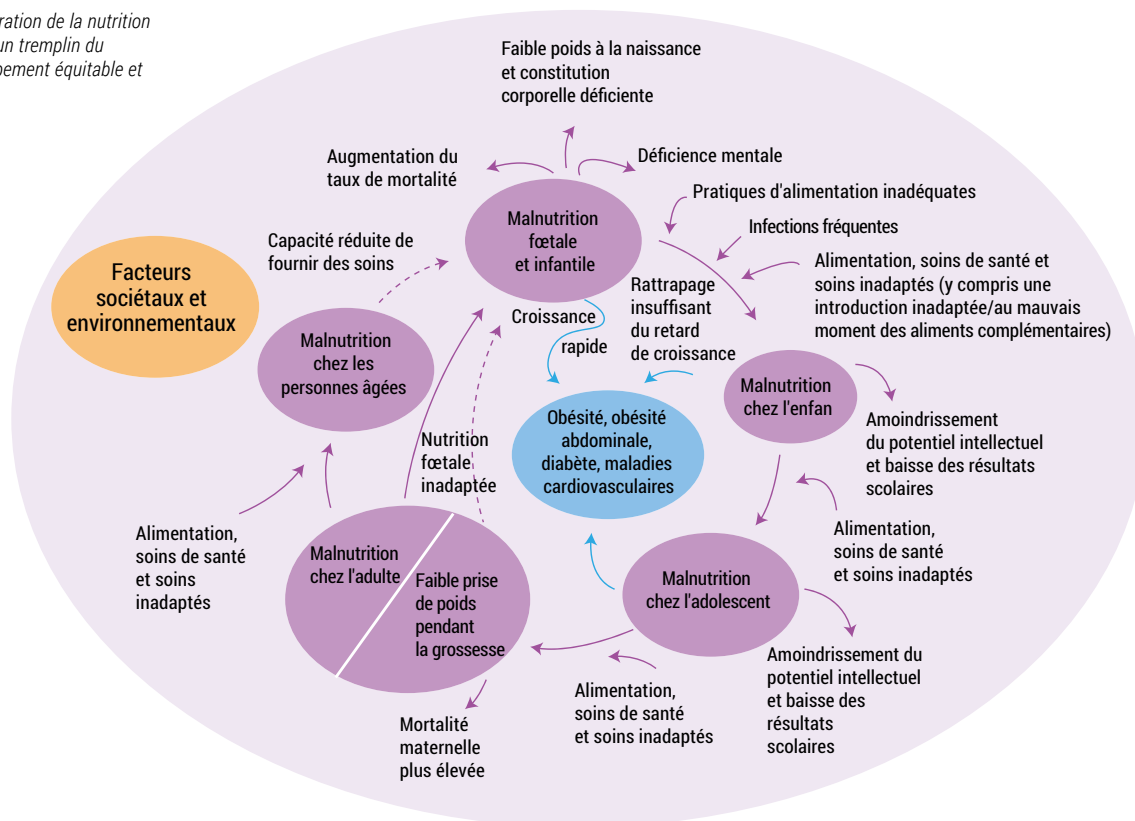 ration de la nutrition
un tremplin du
pement équitable et
Faible poids à la naissance
et constitution
corporelle déficiente
Augmentation du
taux de mortalité
Déficience mentale
Pratiques d'alimentation inadéquates
Malnutrition
fœtale
et infantile
Infections fréquentes
Capacité réduite de
fournir des soins
Alimentation, soins de santé et
soins inadaptés (y compris une
introduction inadaptée/au mauvais
moment des aliments complémentaires)
Facteurs
sociétaux et
environnementaux
Rattrapage
insuffisant
du retard
de croissance
Croissance
rapide
Malnutrition
chez les
personnes âgées
Malnutrition
chez l'enfan
Obésité, obésité
abdominale,
diabète, maladies
cardiovasculaires
Amoindrissement
du potentiel intellectuel
et baisse des résultats
scolaires
Nutrition
fœtale
inadaptée
Alimentation,
soins de santé
et soins
inadaptés
Alimentation,
soins de santé
et soins inadaptés
Malnutrition
chez l'adulte
Faible prise
de poids
pendant
la grossesse
Malnutrition
chez l'adolescent
Amoindrissement du
potentiel intellectuel
et baisse des
résultats
scolaires
Alimentation,
soins de santé
et soins inadaptés
Mortalité
maternelle
plus élevée